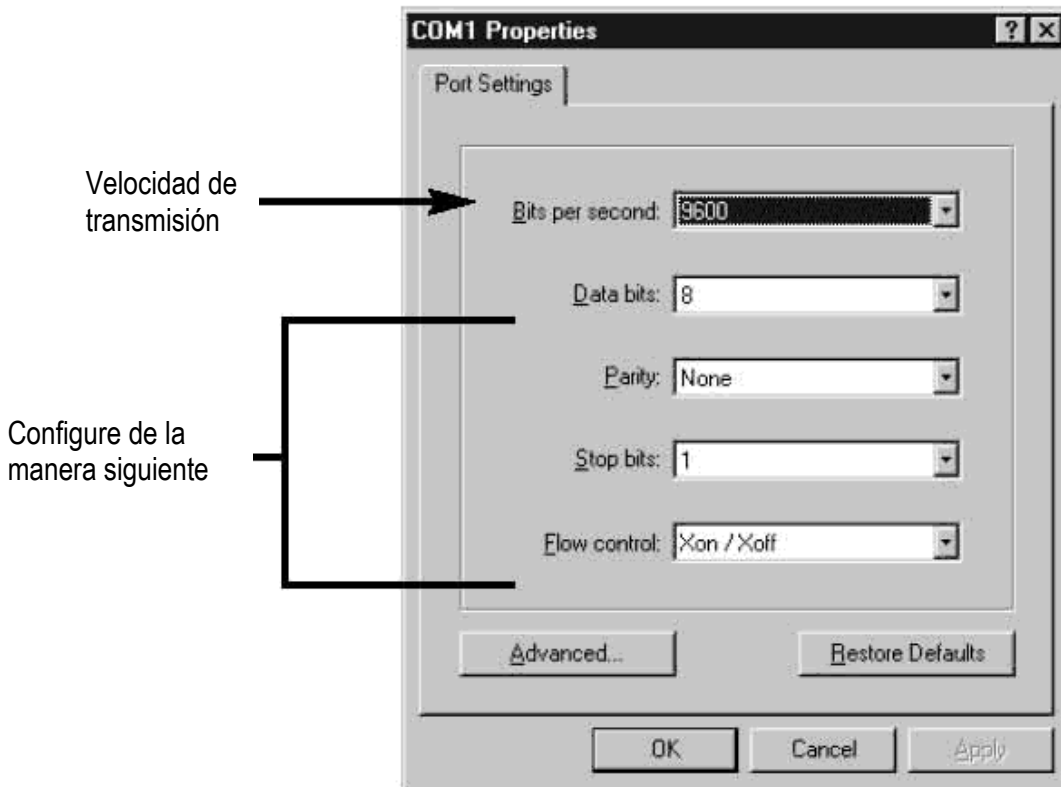 COM1 Properties
Port Settings
Velocidad de
transmisión
Bits per second: 9600
Data bits: 8
Parity: None
Configure de la
manera siguiente
Stop bits: 1
Flow control: Xon / Xoff
Advanced...
Restore Defaults
OK
Cancel
Apply